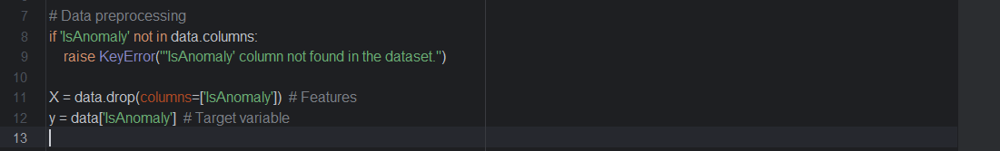 7 # Data preprocessing
8 if 'IsAnomaly' not in data.columns:
9 raise KeyError("'IsAnomaly' column not found in the dataset.")
10
11 X = data.drop(columns=['IsAnomaly']) # Features
12 y = data['IsAnomaly'] # Target variable
13